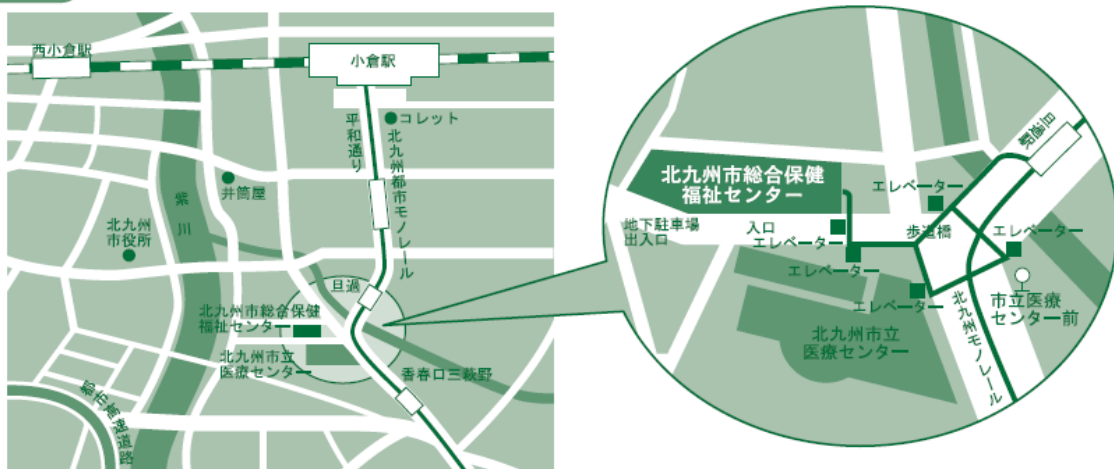 西小倉駅
小倉駅
コレット
平和通り
北九州都市モノレール
井筒屋
紫川
北九州
市役所
旦過
北九州市総合保健
福祉センター
北九州市立
医療センター
香春口三萩野
都市高速道路
旦過駅
北九州市総合保健
福祉センター
エレベーター
地下駐車場
出入口
入口
エレベーター
歩道橋
エレベーター
エレベーター
エレベーター
市立医療
センター前
北九州市立
医療センター
北九州モノレール